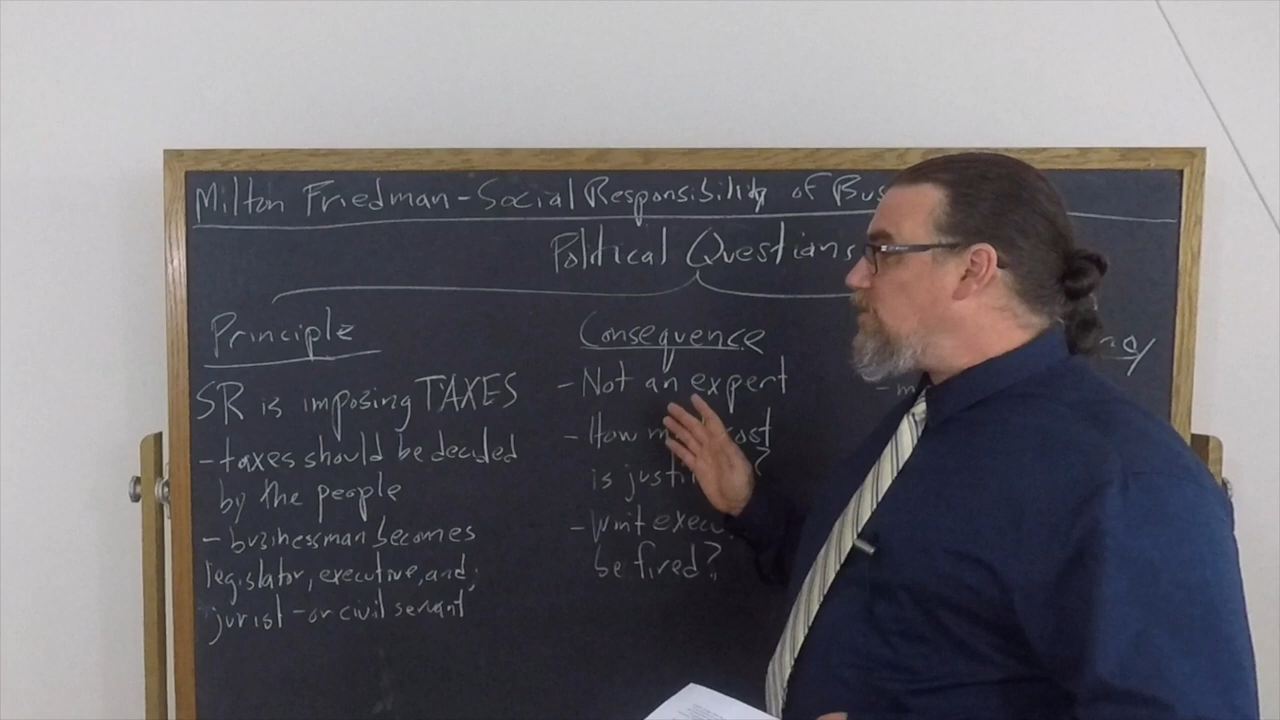 Milton Friedman - Social Responsibility of Bus
Political Questions
Principle
SR is imposing TAXES
- taxes should be decided
by the people
- businessman becomes
legislator, executive, and
jurist - or civil servant
Consequence
- Not an expert
- How m ost
is justi ?
- Won't execu
be fired?
- m